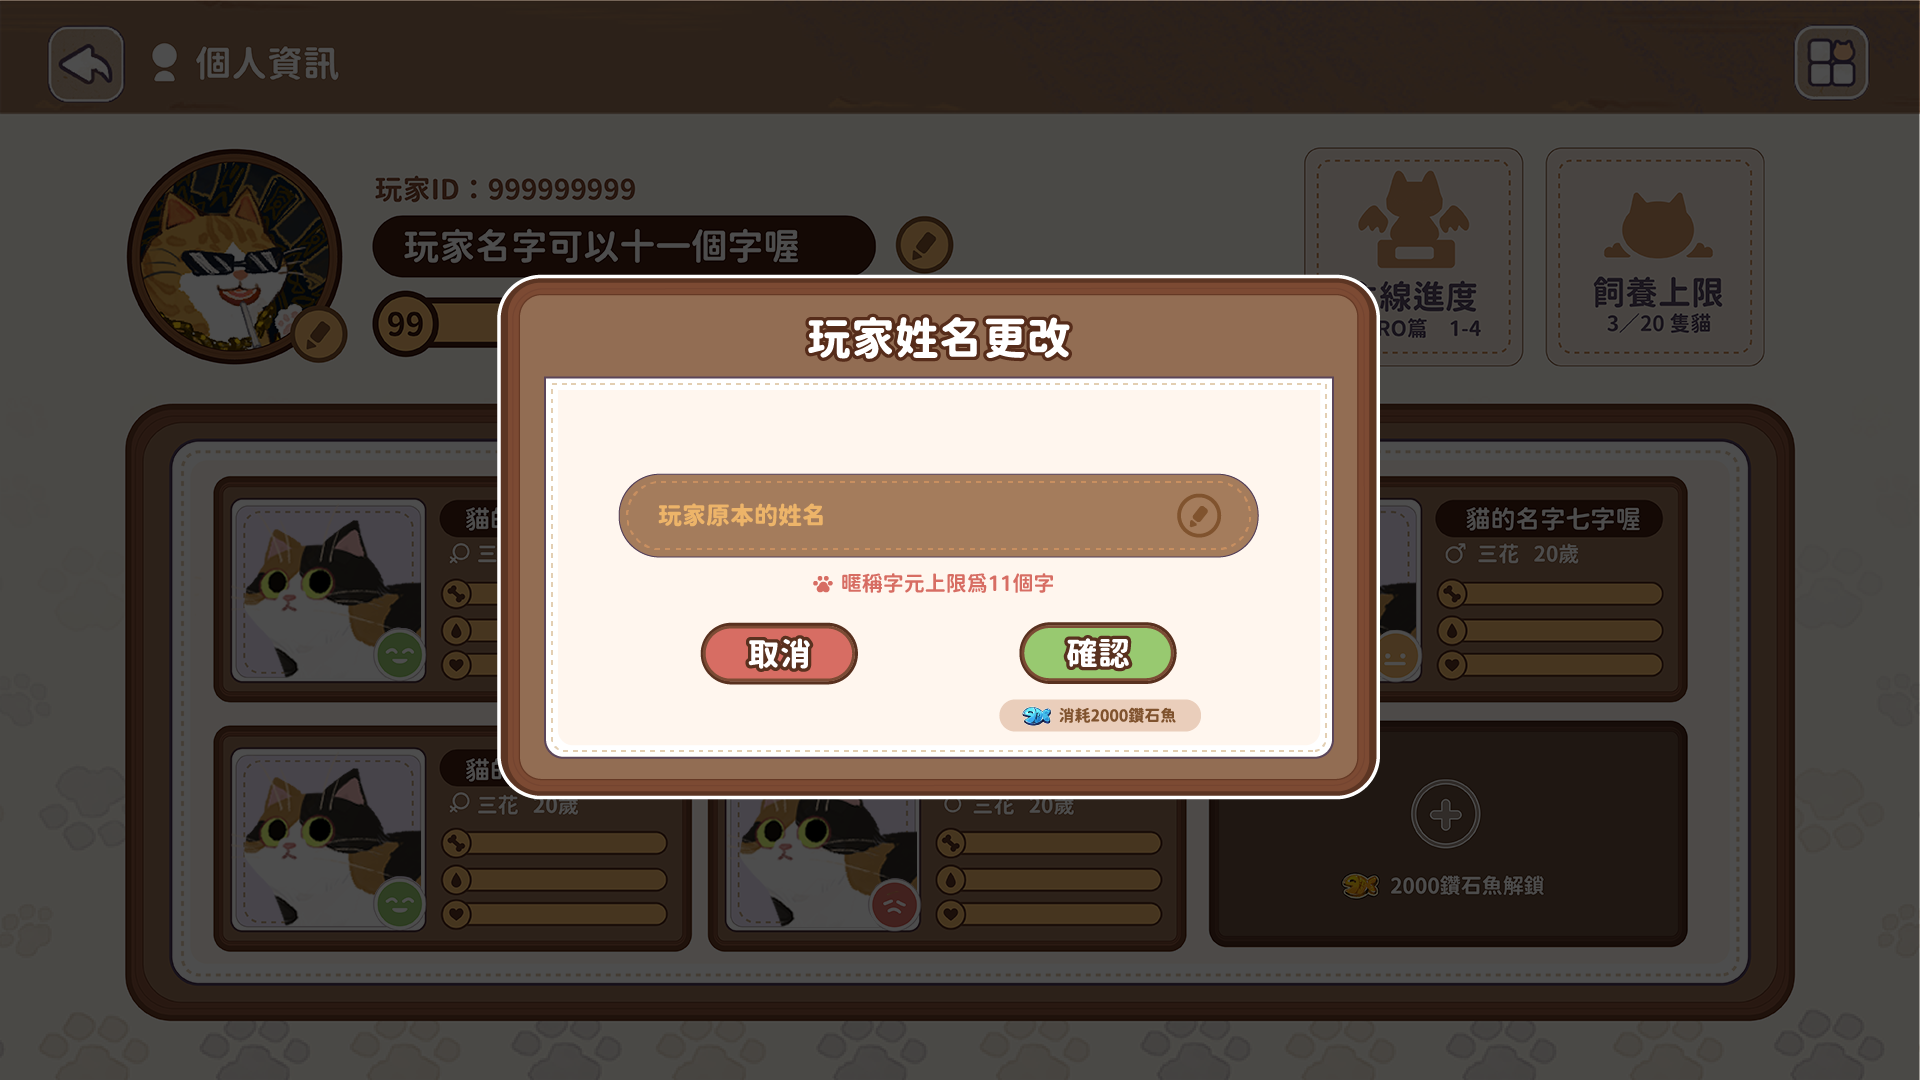 個人資訊
玩家ID：999999999
玩家名字可以十一個字喔
99
線進度
RO篇 1-4
飼養上限
3／20 隻貓
玩家姓名更改
玩家原本的姓名
暱稱字元上限爲11個字
取消
確認
消耗2000鑽石魚
貓的
三
貓的名字七字喔
三花 20歲
貓的
三花 20歲
三花 20歲
2000鑽石魚解鎖